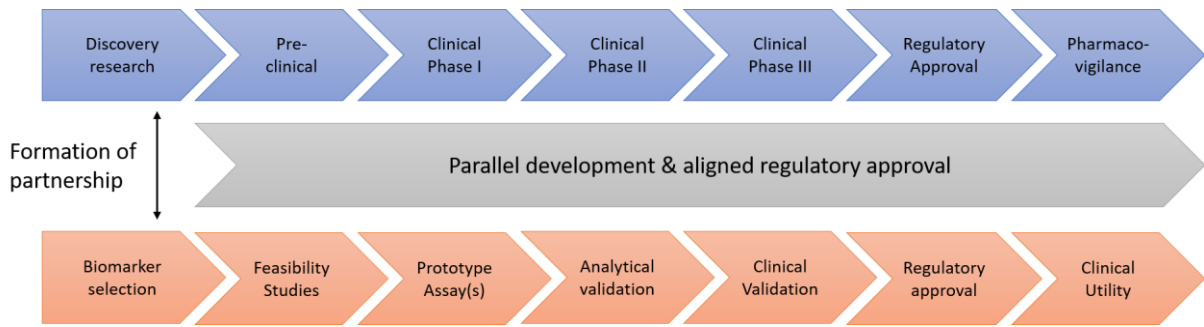 Discovery
research
Pre-
clinical
Clinical
Phase I
Clinical
Phase II
Clinical
Phase III
Regulatory
Approval
Pharmaco-
vigilance
Formation of
partnership
Parallel development & aligned regulatory approval
Biomarker
selection
Feasibility
Studies
Prototype
Assay(s)
Analytical
validation
Clinical
Validation
Regulatory
approval
Clinical
Utility